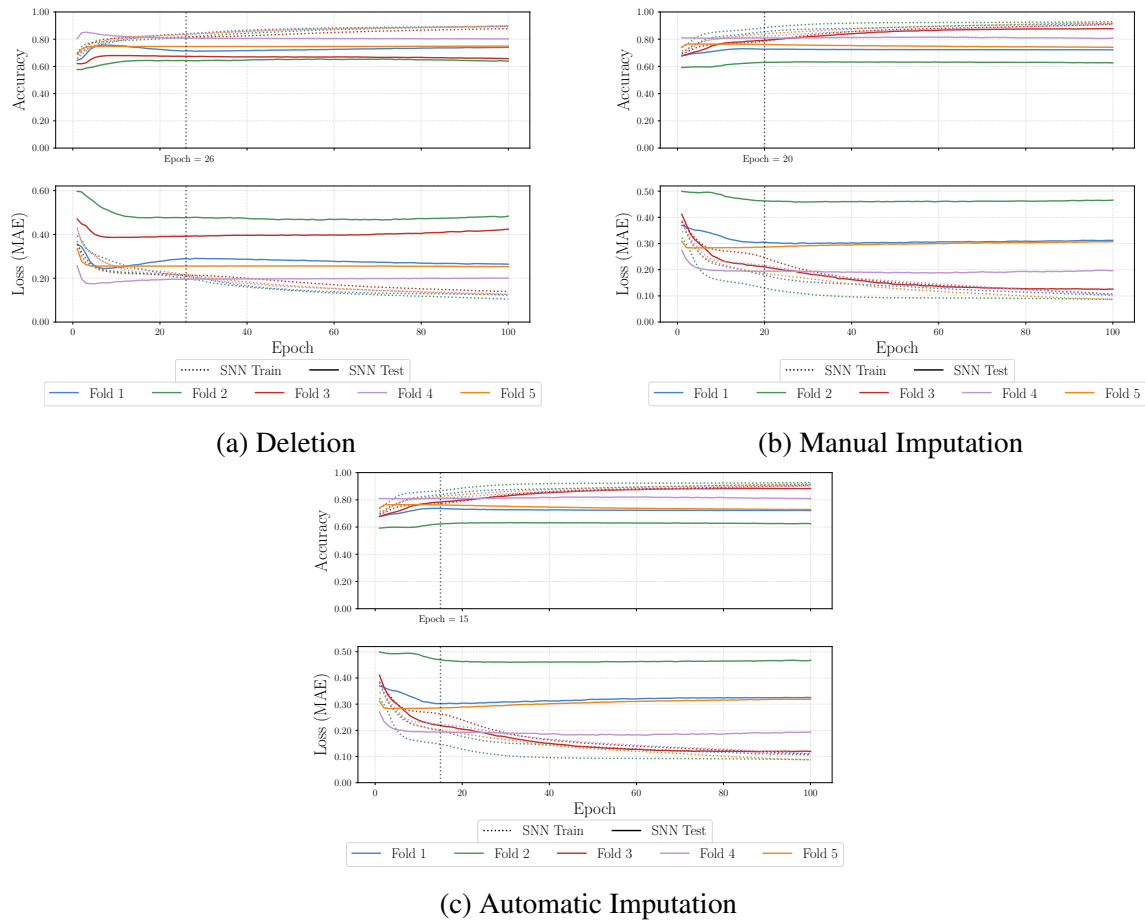 1.00
0.80
0.60
0.40
0.20
0.00
Accuracy
Epoch = 26
0.60
0.40
0.20
0.00
Loss (MAE)
0 20 40 60 80 100
Epoch
SNN Train SNN Test
Fold 1 Fold 2 Fold 3 Fold 4 Fold 5
(a) Deletion
1.00
0.80
0.60
0.40
0.20
0.00
Accuracy
Epoch = 20
0.50
0.40
0.30
0.20
0.10
0.00
Loss (MAE)
0 20 40 60 80 100
Epoch
SNN Train SNN Test
Fold 1 Fold 2 Fold 3 Fold 4 Fold 5
(b) Manual Imputation
1.00
0.80
0.60
0.40
0.20
0.00
Accuracy
Epoch = 15
0.50
0.40
0.30
0.20
0.10
0.00
Loss (MAE)
0 20 40 60 80 100
Epoch
SNN Train SNN Test
Fold 1 Fold 2 Fold 3 Fold 4 Fold 5
(c) Automatic Imputation